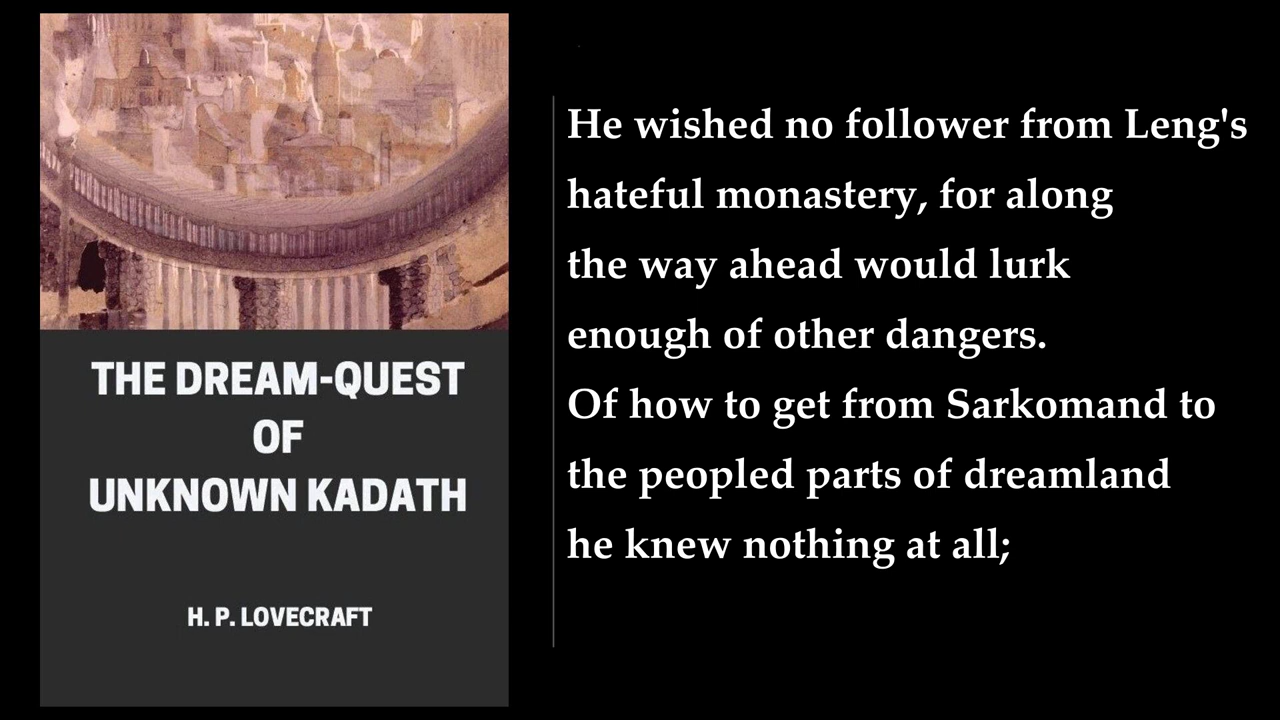 THE DREAM-QUEST
OF
UNKNOWN KADATH
H. P. LOVECRAFT
He wished no follower from Leng's
hateful monastery, for along
the way ahead would lurk
enough of other dangers.
Of how to get from Sarkomand to
the peopled parts of dreamland
he knew nothing at all;